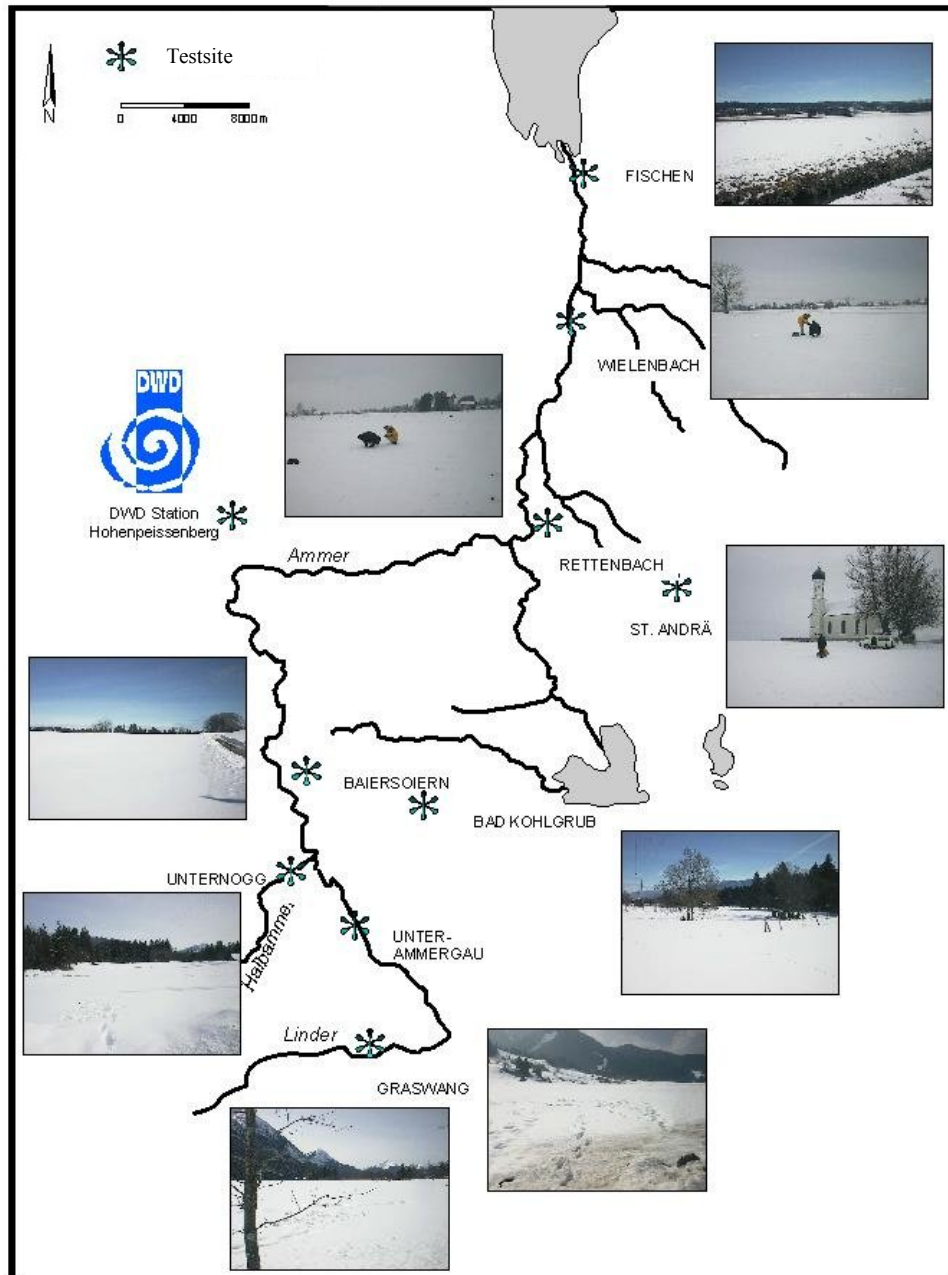 Testsite
N
0 4000 8000m
FISCHEN
WIELENBACH
DWD
DWD Station
Hohenpeissenberg
Ammer
RETTENBACH
ST. ANDRÄ
BAIERSOIERN
BAD KOHLGRUB
UNTERNOGG
Halbammer
UNTER-
AMMERGAU
Linder
GRASWANG